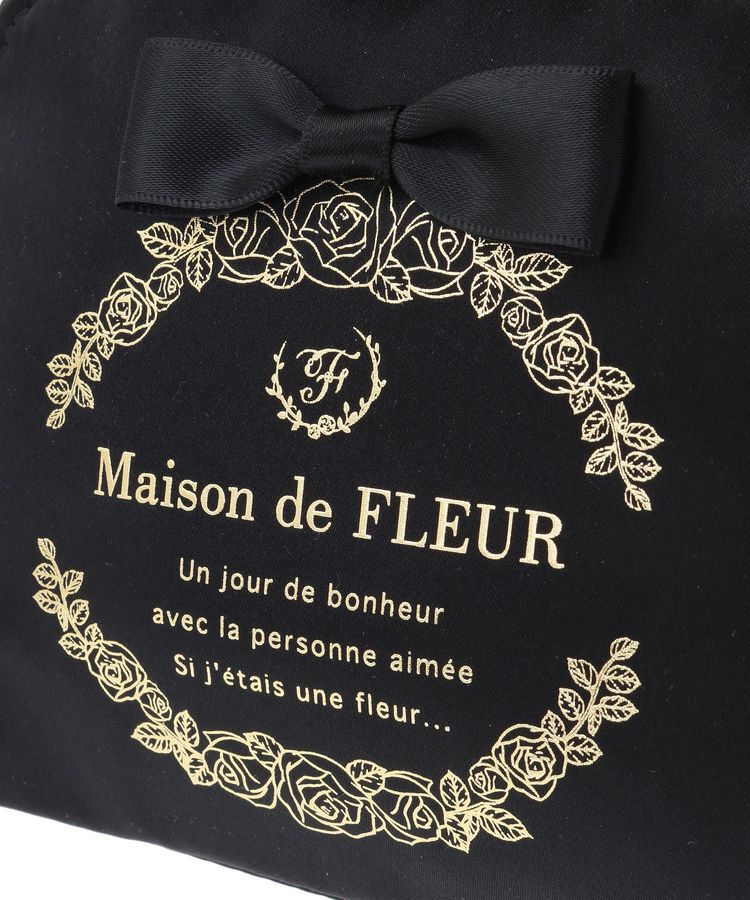 F
Maison de FLEUR
Un jour de bonheur
avec la personne aimée
Si j'étais une fleur...